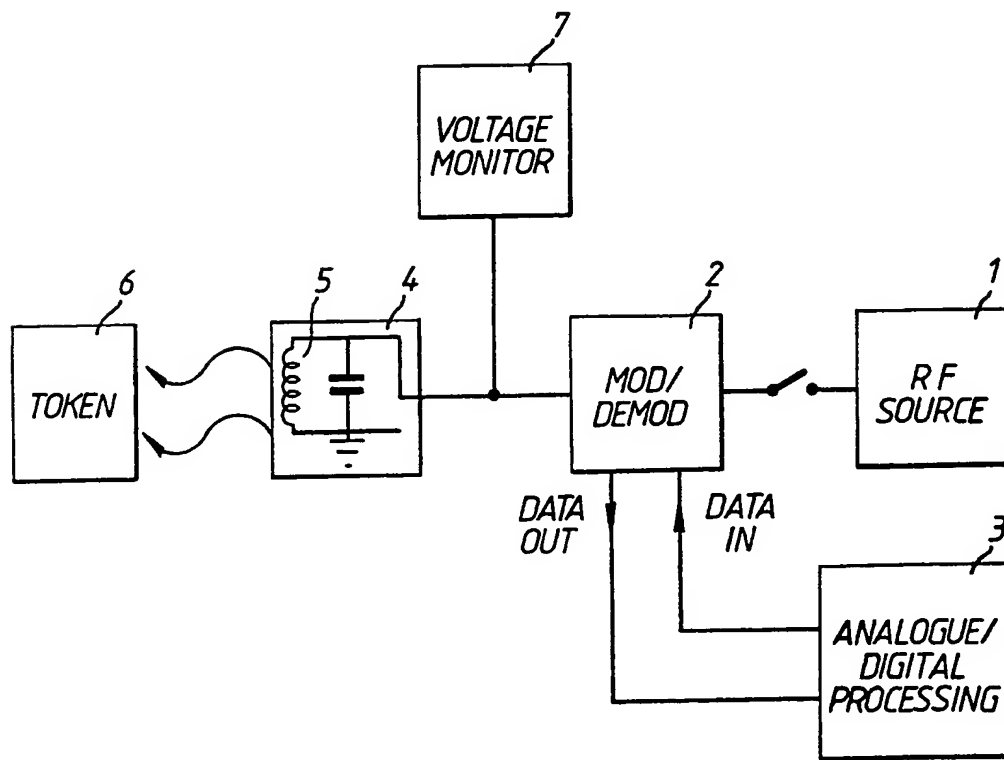 7
VOLTAGE
MONITOR
6
TOKEN
5
4
2
MOD/
DEMOD
1
RF
SOURCE
DATA
OUT
DATA
IN
3
ANALOGUE/
DIGITAL
PROCESSING